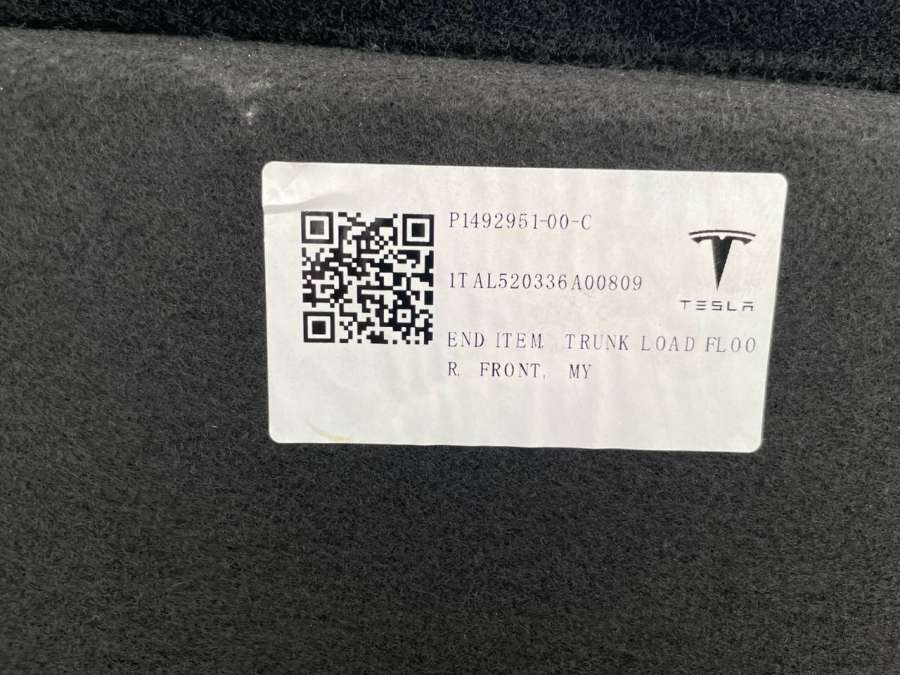 P1492951-00-C
1TAL520336A00809
TESLA
END ITEM, TRUNK LOAD FLOO
R, FRONT, MY